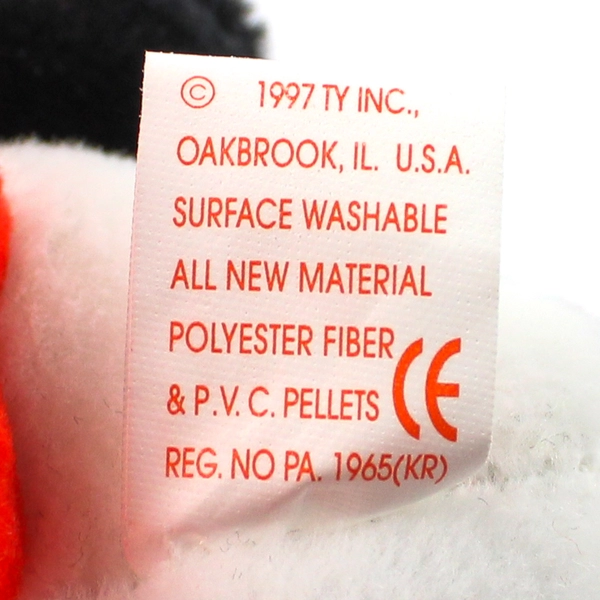 © 1997 TY INC.,
OAKBROOK, IL. U.S.A.
SURFACE WASHABLE
ALL NEW MATERIAL
POLYESTER FIBER
& P.V.C. PELLETS CE
REG. NO PA. 1965(KR)